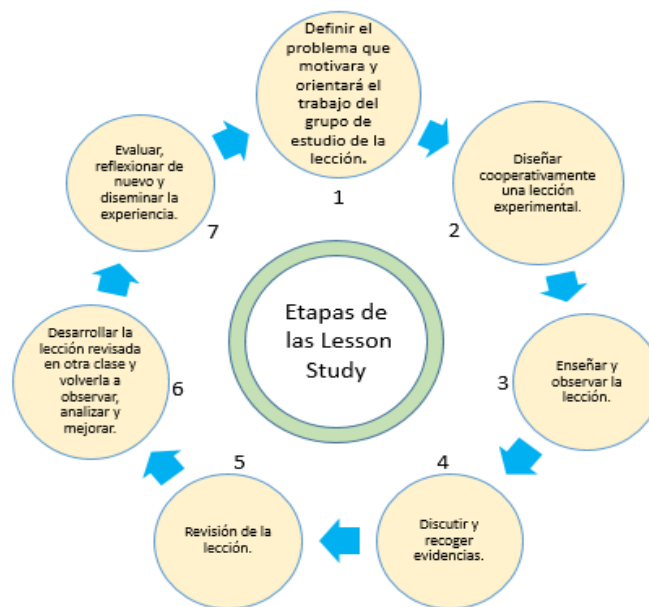 Definir el
problema que
motivara y
orientará el
trabajo del
grupo de
estudio de la
lección.
1
Diseñar
cooperativamente
una lección
experimental.
2
Enseñar y
observar la
lección.
3
Discutir y
recoger
evidencias.
4
Revisión de la
lección.
5
Desarrollar la
lección revisada
en otra clase y
volverla a
observar,
analizar y
mejorar.
6
Evaluar,
reflexionar de
nuevo y
diseminar la
experiencia.
7
Etapas de
las Lesson
Study